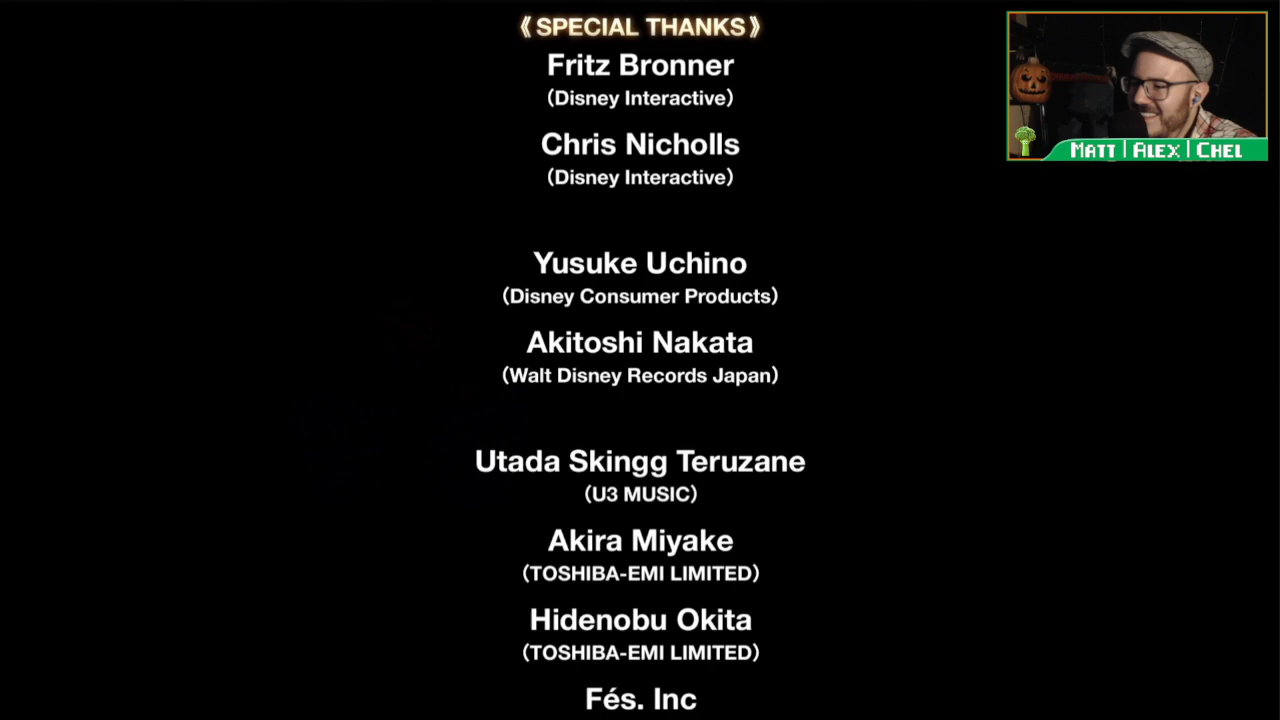 《SPECIAL THANKS》
Fritz Bronner
(Disney Interactive)
Chris Nicholls
(Disney Interactive)
Yusuke Uchino
(Disney Consumer Products)
Akitoshi Nakata
(Walt Disney Records Japan)
Utada Skingg Teruzane
(U3 MUSIC)
Akira Miyake
(TOSHIBA-EMI LIMITED)
Hidenobu Okita
(TOSHIBA-EMI LIMITED)
Fés. Inc
MATT | ALEX | CHEL